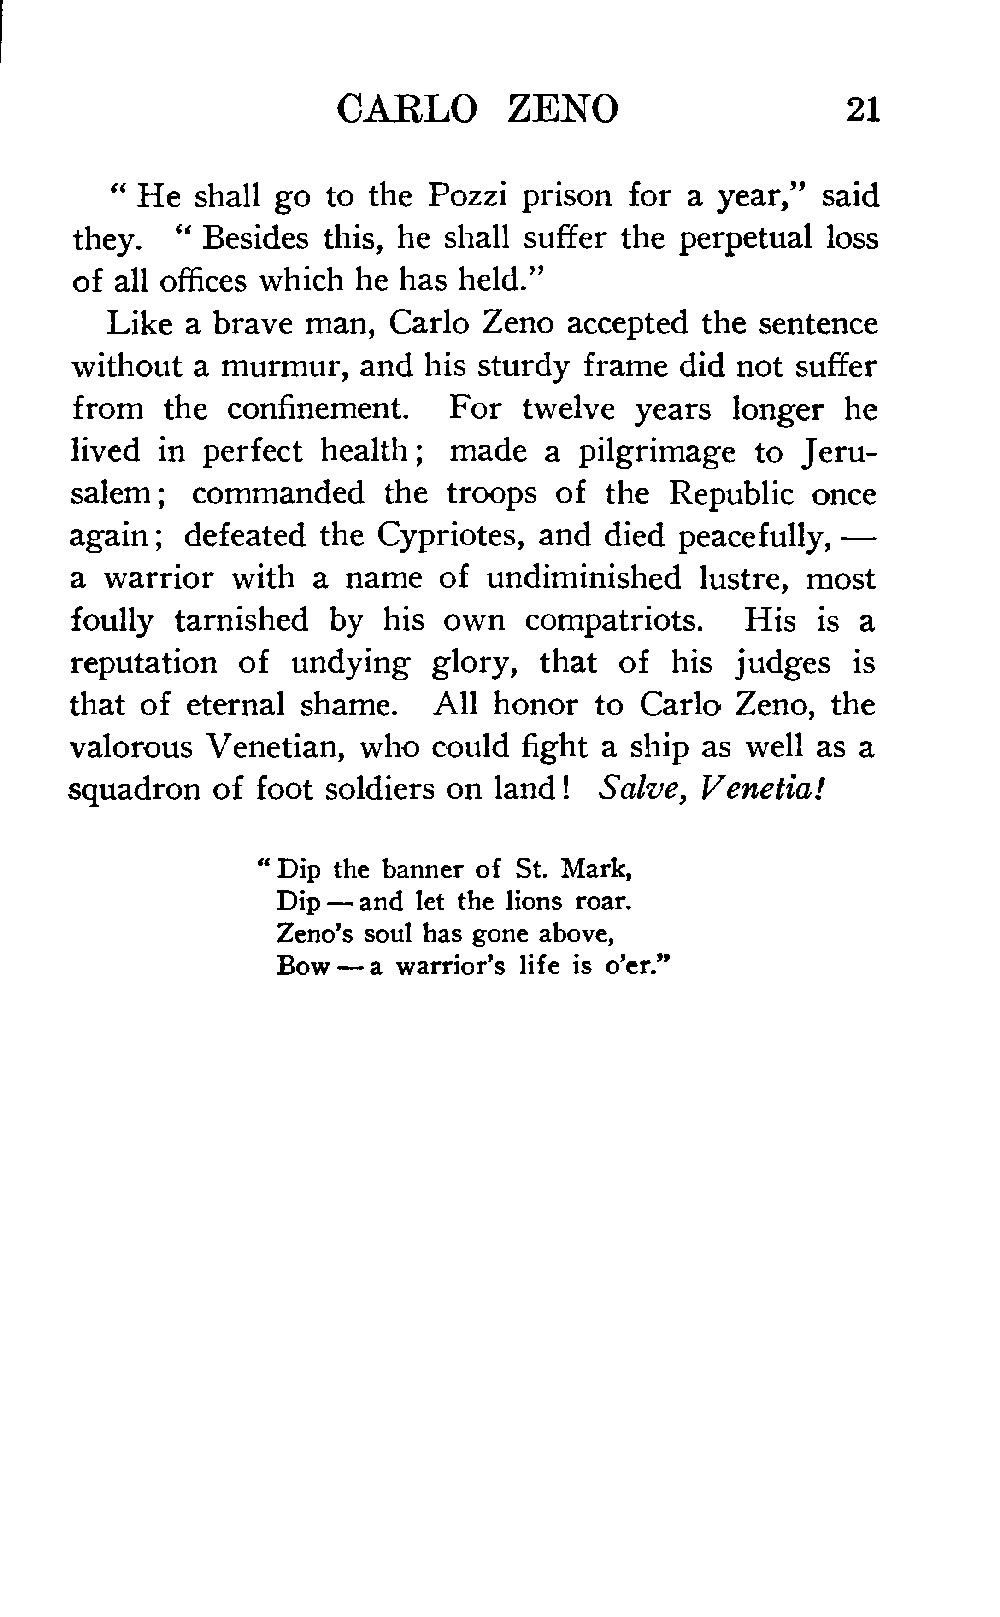 CARLO ZENO 21
“ He shall go to the Pozzi prison for a year,” said
they. “ Besides this, he shall suffer the perpetual loss
of all offices which he has held.”
Like a brave man, Carlo Zeno accepted the sentence
without a murmur, and his sturdy frame did not suffer
from the confinement. For twelve years longer he
lived in perfect health; made a pilgrimage to Jeru-
salem; commanded the troops of the Republic once
again; defeated the Cypriotes, and died peacefully, —
a warrior with a name of undiminished lustre, most
foully tarnished by his own compatriots. His is a
reputation of undying glory, that of his judges is
that of eternal shame. All honor to Carlo Zeno, the
valorous Venetian, who could fight a ship as well as a
squadron of foot soldiers on land! Salve, Venetia!
“ Dip the banner of St. Mark,
Dip — and let the lions roar.
Zeno’s soul has gone above,
Bow — a warrior’s life is o’er.”